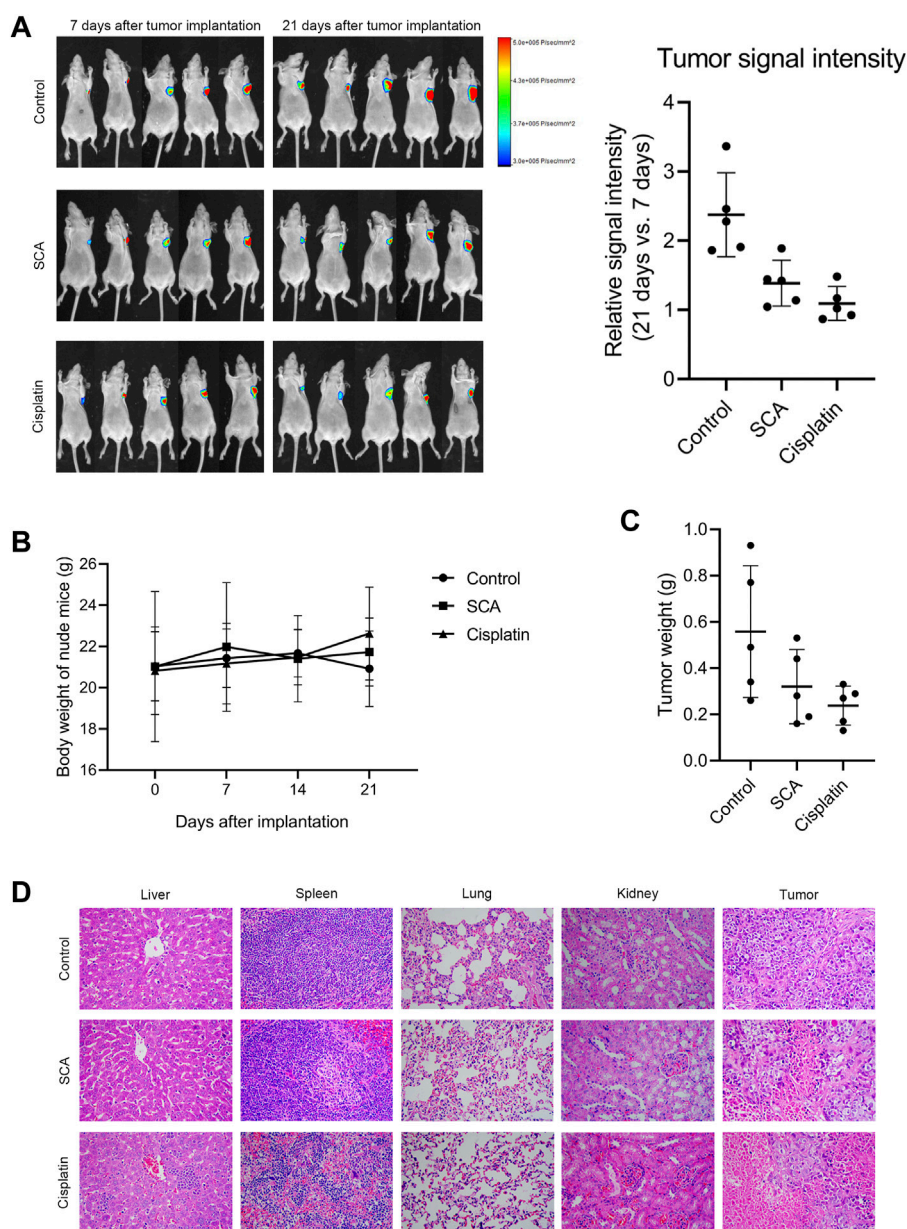 A
7 days after tumor implantation
21 days after tumor implantation
Control
SCA
Cisplatin
5.0e+005 P/sec/mm^2
4.3e+005 P/sec/mm^2
3.7e+005 P/sec/mm^2
3.0e+005 P/sec/mm^2
Tumor signal intensity
Relative signal intensity
(21 days vs. 7 days)
4
3
2
1
0
Control
SCA
Cisplatin
B
Body weight of nude mice (g)
26
24
22
20
18
16
0
7
14
21
Days after implantation
Control
SCA
Cisplatin
C
Tumor weight (g)
1.0
0.8
0.6
0.4
0.2
0.0
Control
SCA
Cisplatin
D
Liver
Spleen
Lung
Kidney
Tumor
Control
SCA
Cisplatin